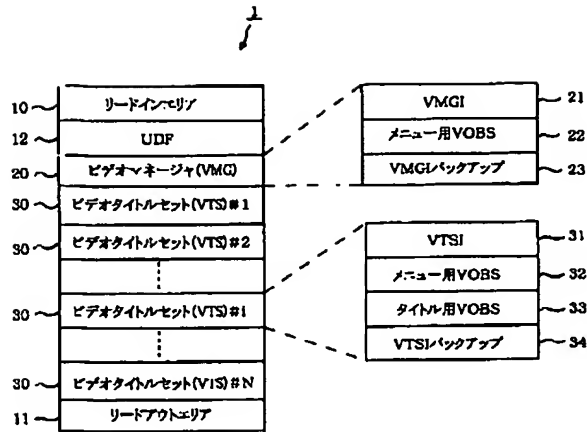 1
10 リードインエリア
12 UDF
20 ビデオマネージャ(VMG)
30 ビデオタイトルセット(VTS)#1
30 ビデオタイトルセット(VTS)#2
30 ビデオタイトルセット(VTS)#i
30 ビデオタイトルセット(VTS)#N
11 リードアウトエリア
VMGI 21
メニュー用VOBS 22
VMGIバックアップ 23
VTSI 31
メニュー用VOBS 32
タイトル用VOBS 33
VTSIバックアップ 34